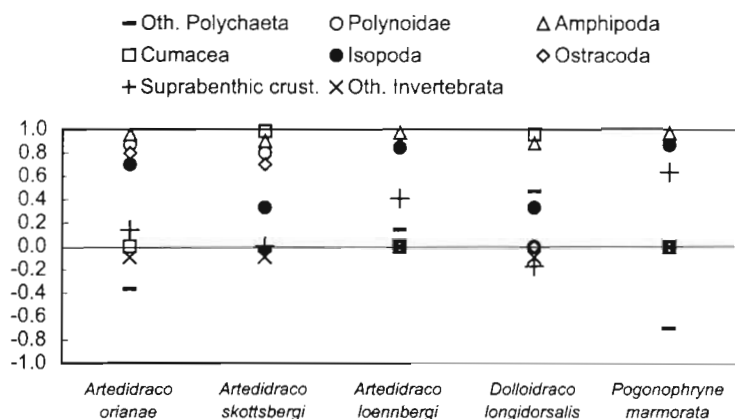 Oth. Polychaeta Polynoidae Amphipoda
Cumacea Isopoda Ostracoda
Suprabenthic crust. Oth. Invertebrata
1.0
0.8
0.6
0.4
0.2
0.0
-0.2
-0.4
-0.6
-0.8
-1.0
Artedidraco Artedidraco Artedidraco Dolloidraco Pogonophryne
orianae skottsbergi loennbergi longidorsalis marmorata